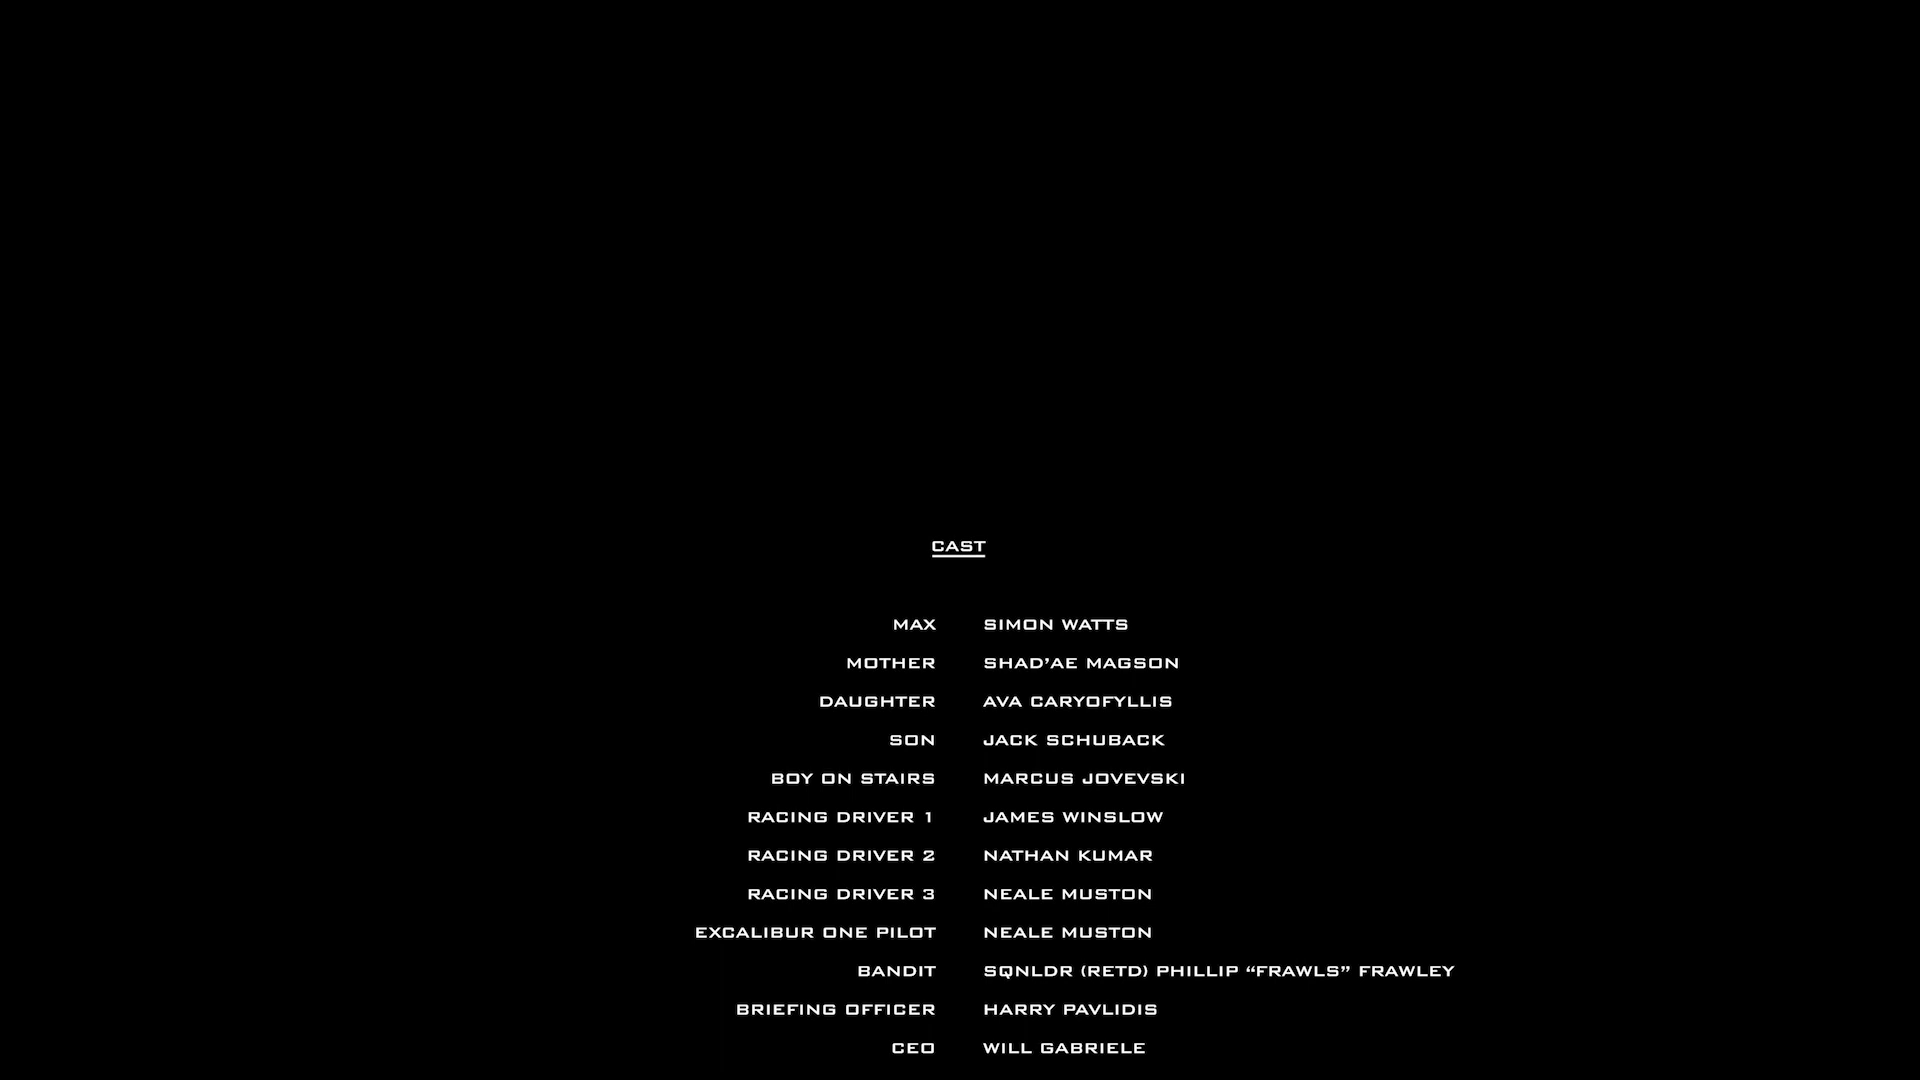 CAST
MAX SIMON WATTS
MOTHER SHAD’AE MAGSON
DAUGHTER AVA CARYOFYLLIS
SON JACK SCHUBACK
BOY ON STAIRS MARCUS JOVEVSKI
RACING DRIVER 1 JAMES WINSLOW
RACING DRIVER 2 NATHAN KUMAR
RACING DRIVER 3 NEALE MUSTON
EXCALIBUR ONE PILOT NEALE MUSTON
BANDIT SQNLDR (RETD) PHILLIP “FRAWLS” FRAWLEY
BRIEFING OFFICER HARRY PAVLIDIS
CEO WILL GABRIELE